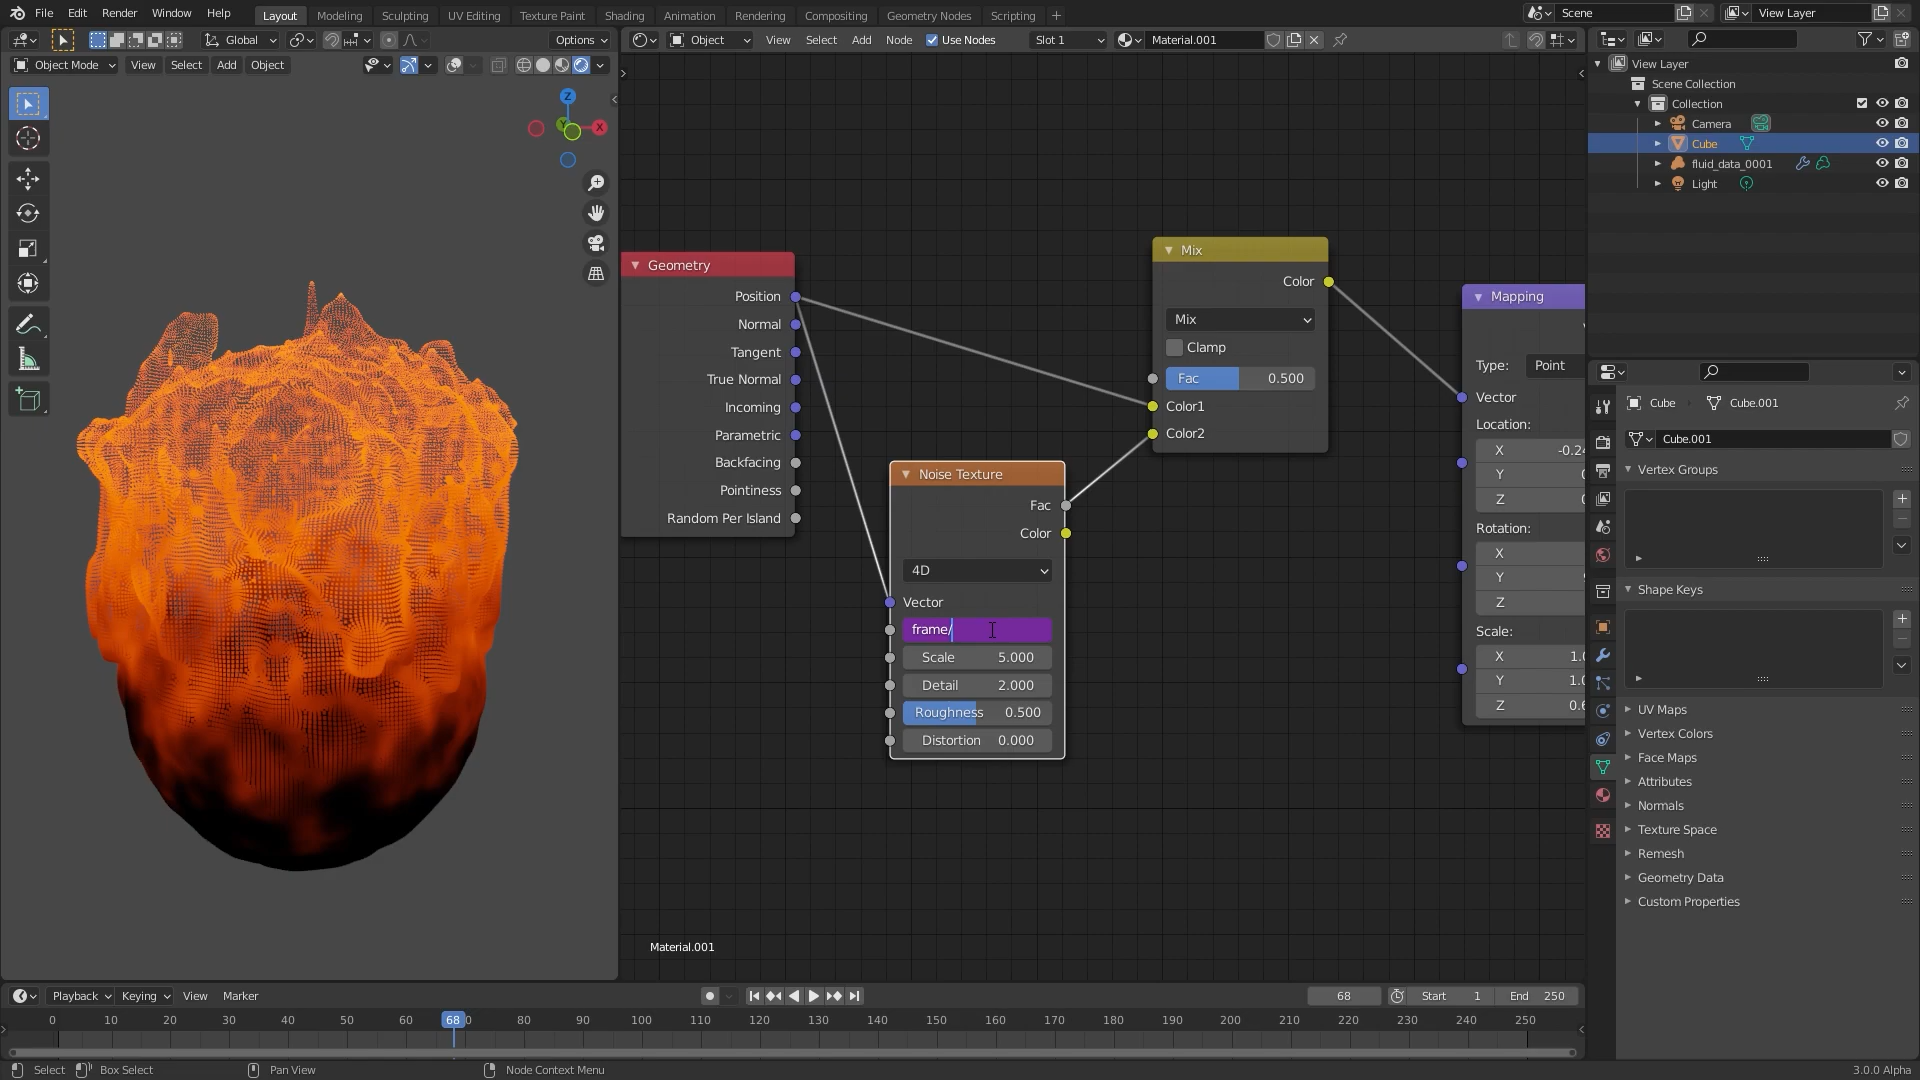 File Edit Render Window Help Layout Modeling Sculpting UV Editing Texture Paint Shading Animation Rendering Compositing Geometry Nodes Scripting + Scene View Layer
Global Options Object View Select Add Node Use Nodes Slot 1 Material.001
Object Mode View Select Add Object
Z
Y
X
Geometry
Position
Normal
Tangent
True Normal
Incoming
Parametric
Backfacing
Pointiness
Random Per Island
Noise Texture
Fac
Color
4D
Vector
frame/
Scale 5.000
Detail 2.000
Roughness 0.500
Distortion 0.000
Mix
Color
Mix
Clamp
Fac 0.500
Color1
Color2
Mapping
Type: Point
Vector
Location:
X -0.24
Y
Z
Rotation:
X
Y
Z
Scale:
X 1.0
Y 1.0
Z 0.6
Material.001
View Layer
Scene Collection
Collection
Camera
Cube
fluid_data_0001
Light
Cube Cube.001
Cube.001
Vertex Groups
Shape Keys
UV Maps
Vertex Colors
Face Maps
Attributes
Normals
Texture Space
Remesh
Geometry Data
Custom Properties
Playback Keying View Marker 68 Start 1 End 250
0 10 20 30 40 50 60 68 0 80 90 100 110 120 130 140 150 160 170 180 190 200 210 220 230 240 250
Select Box Select Pan View Node Context Menu 3.0.0 Alpha